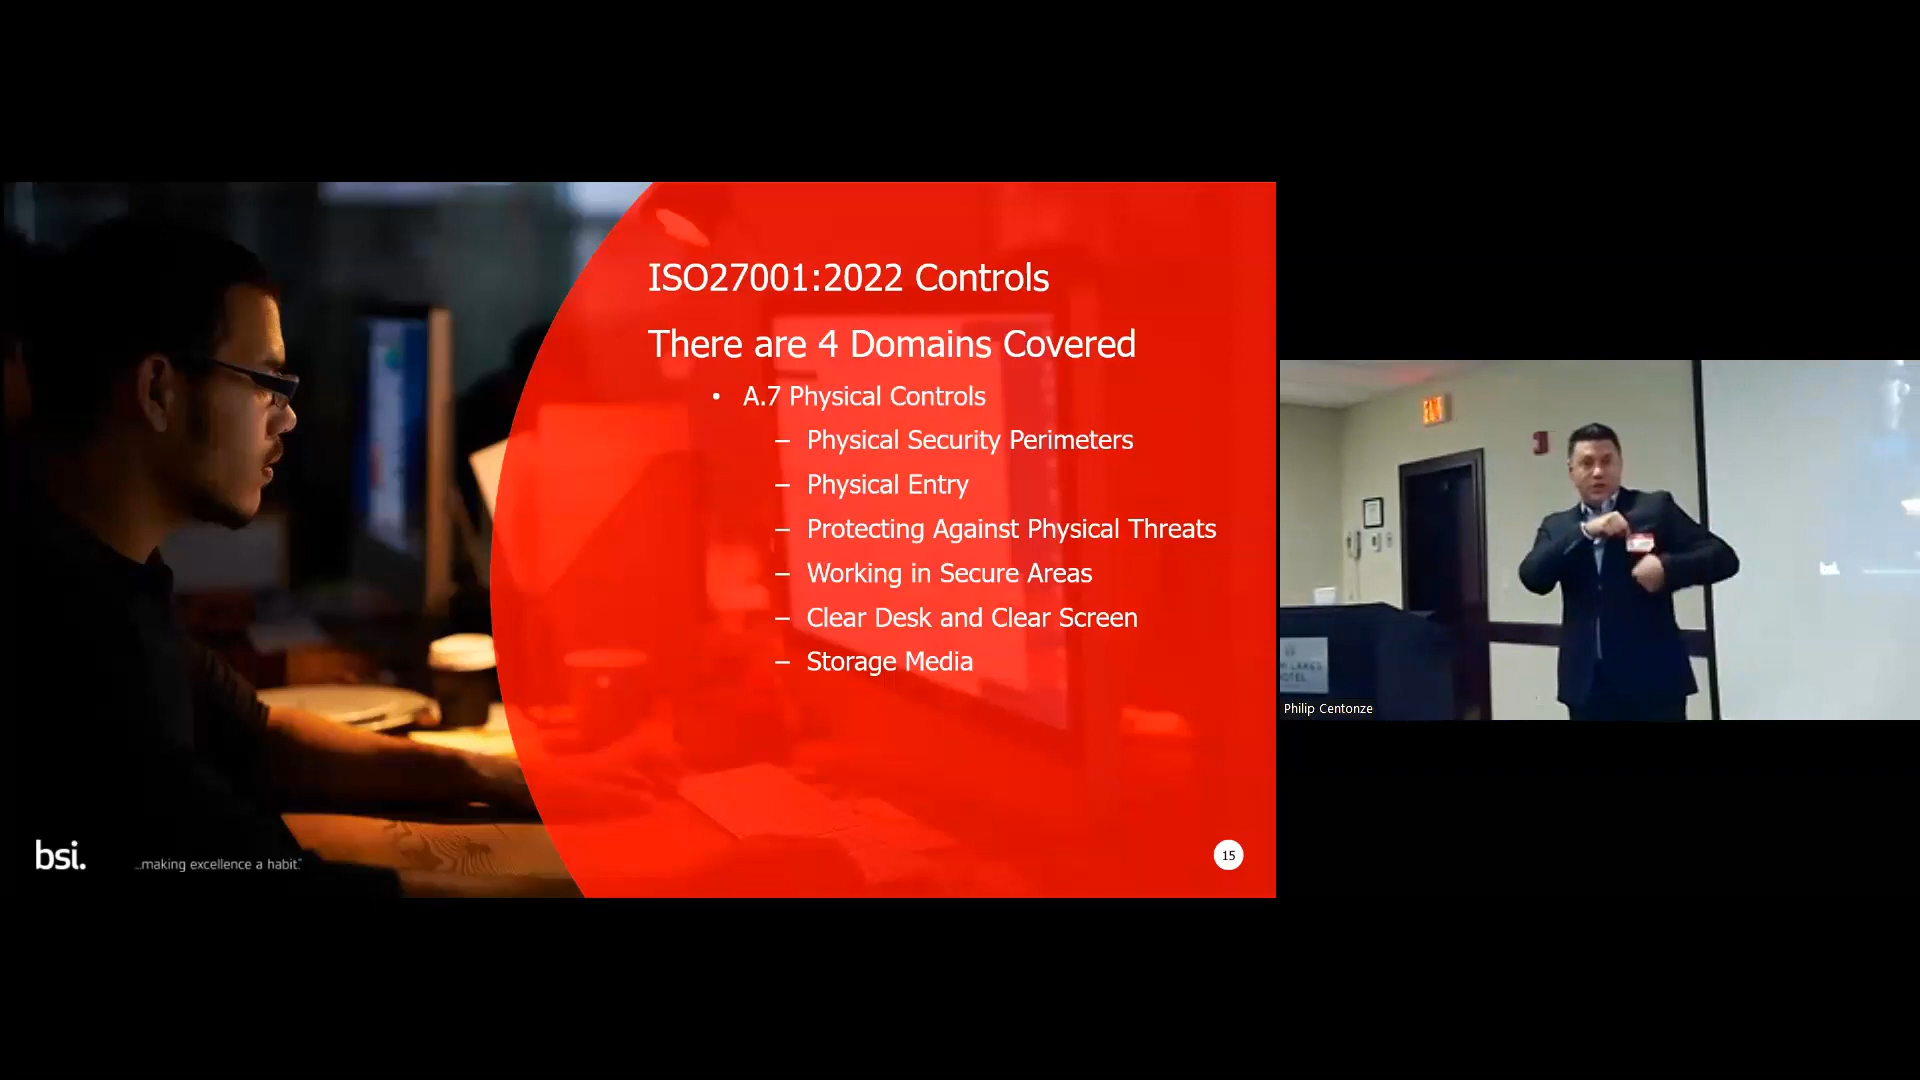 ISO27001:2022 Controls
There are 4 Domains Covered
• A.7 Physical Controls
– Physical Security Perimeters
– Physical Entry
– Protecting Against Physical Threats
– Working in Secure Areas
– Clear Desk and Clear Screen
– Storage Media
bsi.
...making excellence a habit.™
15
EXIT
Philip Centonze